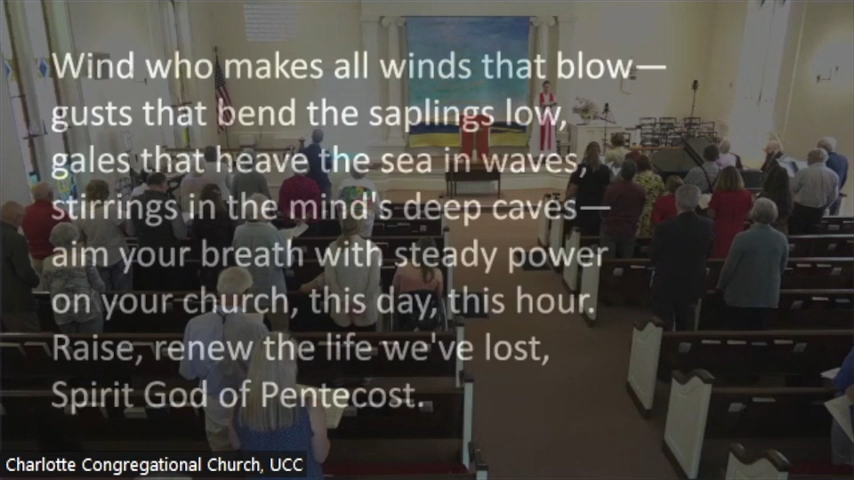 Wind who makes all winds that blow—
gusts that bend the saplings low,
gales that heave the sea in waves,
stirrings in the mind's deep caves—
aim your breath with steady power
on your church, this day, this hour.
Raise, renew the life we've lost,
Spirit God of Pentecost.
Charlotte Congregational Church, UCC